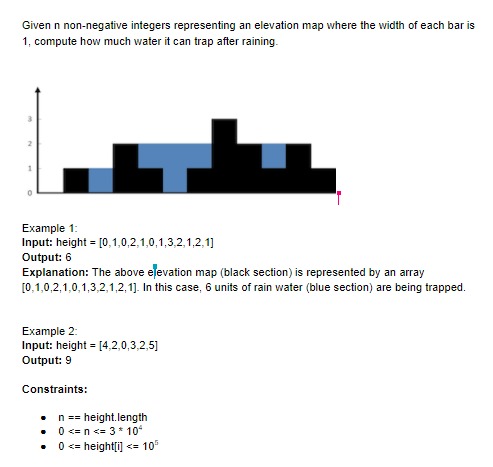 Given n non-negative integers representing an elevation map where the width of each bar is
1, compute how much water it can trap after raining.
3
2
1
0
Example 1:
Input: height = [0,1,0,2,1,0,1,3,2,1,2,1]
Output: 6
Explanation: The above elevation map (black section) is represented by an array
[0,1,0,2,1,0,1,3,2,1,2,1]. In this case, 6 units of rain water (blue section) are being trapped.
Example 2:
Input: height = [4,2,0,3,2,5]
Output: 9
Constraints:
• n == height.length
• 0 <= n <= 3 * 10⁴
• 0 <= height[i] <= 10⁵